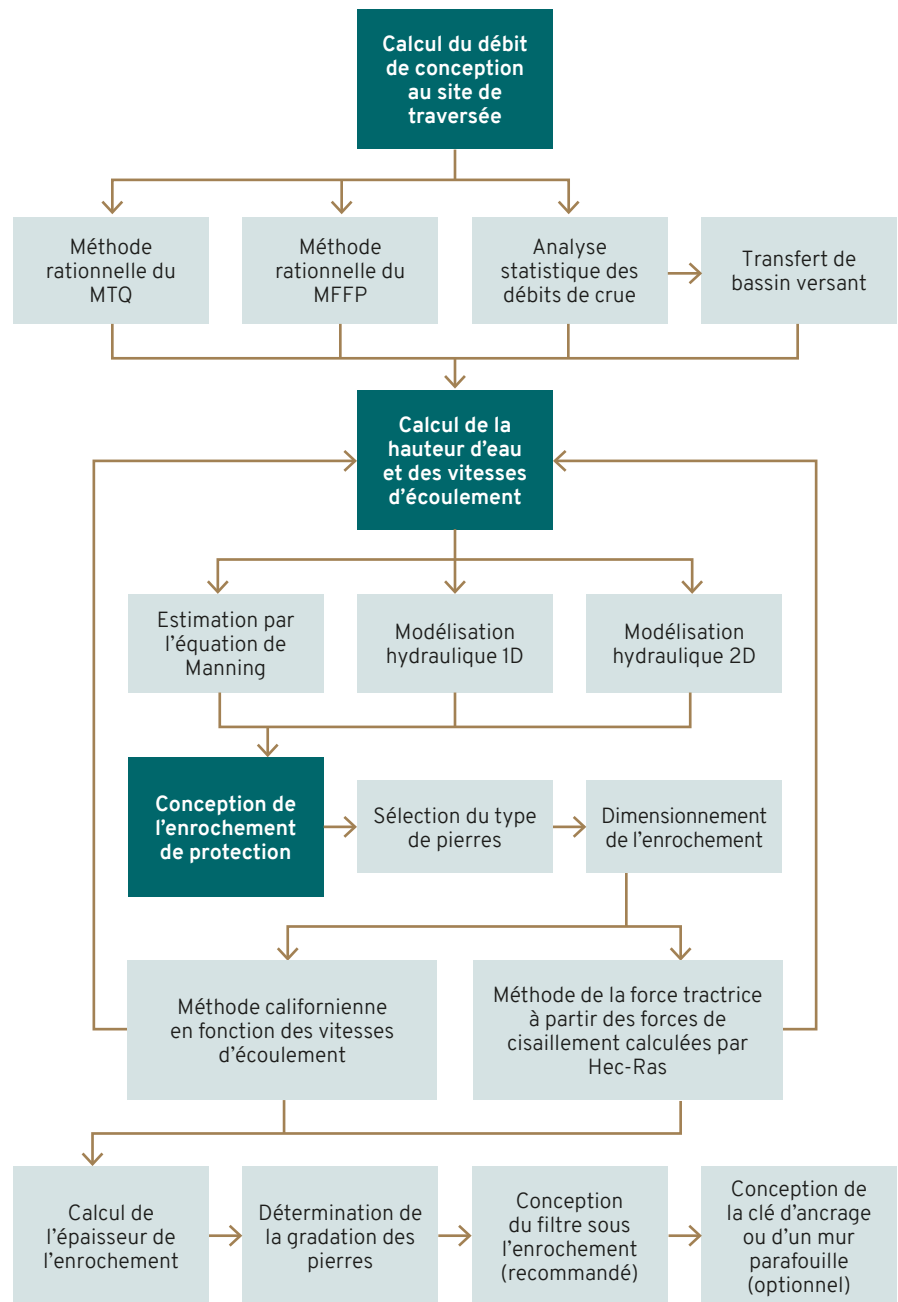 Calcul du débit
de conception
au site de
traversée
Méthode
rationnelle du
MTQ
Méthode
rationnelle du
MFFP
Analyse
statistique des
débits de crue
Transfert de
bassin versant
Calcul de la
hauteur d'eau
et des vitesses
d'écoulement
Estimation par
l'équation de
Manning
Modélisation
hydraulique 1D
Modélisation
hydraulique 2D
Conception de
l'enrochement
de protection
Sélection du type
de pierres
Dimensionnement
de l'enrochement
Méthode californienne
en fonction des vitesses
d'écoulement
Méthode de la force tractrice
à partir des forces de
cisaillement calculées par
Hec-Ras
Calcul de
l'épaisseur de
l'enrochement
Détermination de
la gradation des
pierres
Conception
du filtre sous
l'enrochement
(recommandé)
Conception de
la clé d'ancrage
ou d'un mur
parafouille
(optionnel)